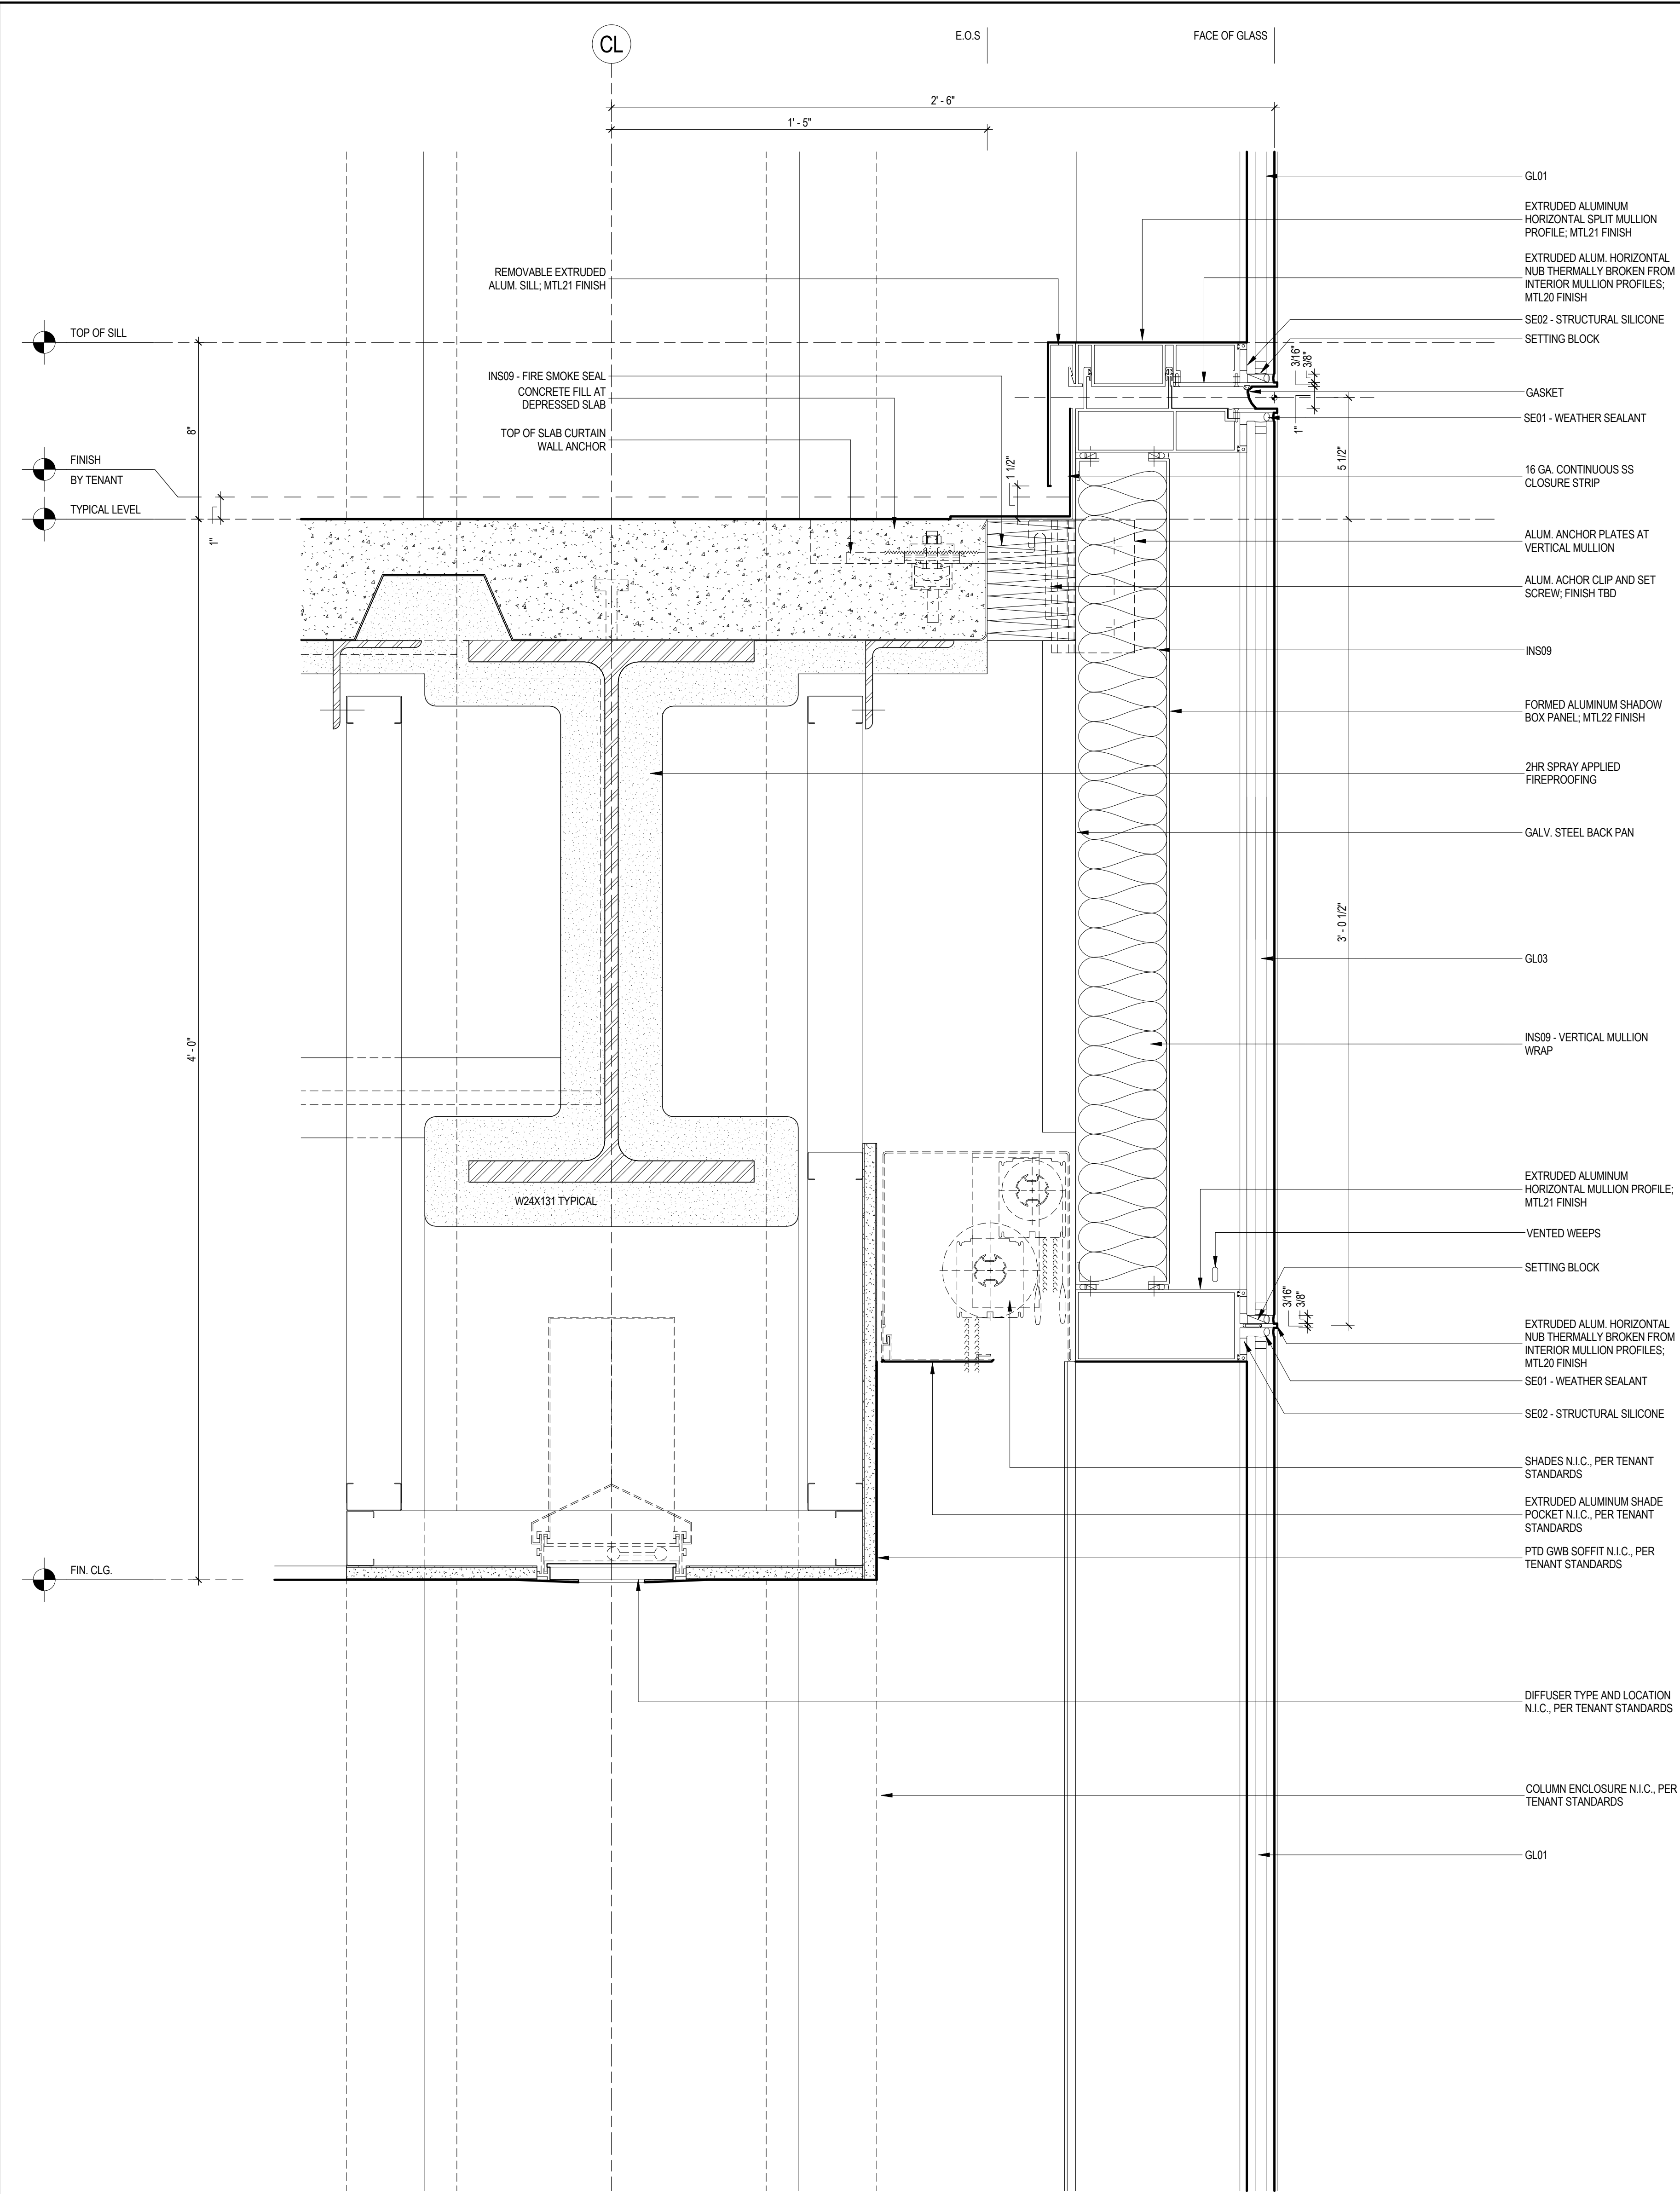 CL
E.O.S
FACE OF GLASS
2' - 6"
1' - 5"
GL01
EXTRUDED ALUMINUM
HORIZONTAL SPLIT MULLION
PROFILE; MTL21 FINISH
EXTRUDED ALUM. HORIZONTAL
NUB THERMALLY BROKEN FROM
INTERIOR MULLION PROFILES;
MTL20 FINISH
REMOVABLE EXTRUDED
ALUM. SILL; MTL21 FINISH
SE02 - STRUCTURAL SILICONE
TOP OF SILL
SETTING BLOCK
3/16"
3/8"
INS09 - FIRE SMOKE SEAL
CONCRETE FILL AT
DEPRESSED SLAB
GASKET
SE01 - WEATHER SEALANT
1"
8"
TOP OF SLAB CURTAIN
WALL ANCHOR
5 1/2"
FINISH
BY TENANT
1 1/2"
16 GA. CONTINUOUS SS
CLOSURE STRIP
TYPICAL LEVEL
1"
ALUM. ANCHOR PLATES AT
VERTICAL MULLION
ALUM. ACHOR CLIP AND SET
SCREW; FINISH TBD
INS09
FORMED ALUMINUM SHADOW
BOX PANEL; MTL22 FINISH
2HR SPRAY APPLIED
FIREPROOFING
GALV. STEEL BACK PAN
3' - 0 1/2"
GL03
4' - 0"
INS09 - VERTICAL MULLION
WRAP
W24X131 TYPICAL
EXTRUDED ALUMINUM
HORIZONTAL MULLION PROFILE;
MTL21 FINISH
VENTED WEEPS
SETTING BLOCK
3/16"
3/8"
EXTRUDED ALUM. HORIZONTAL
NUB THERMALLY BROKEN FROM
INTERIOR MULLION PROFILES;
MTL20 FINISH
SE01 - WEATHER SEALANT
SE02 - STRUCTURAL SILICONE
SHADES N.I.C., PER TENANT
STANDARDS
EXTRUDED ALUMINUM SHADE
POCKET N.I.C., PER TENANT
STANDARDS
PTD GWB SOFFIT N.I.C., PER
TENANT STANDARDS
FIN. CLG.
DIFFUSER TYPE AND LOCATION
N.I.C., PER TENANT STANDARDS
COLUMN ENCLOSURE N.I.C., PER
TENANT STANDARDS
GL01